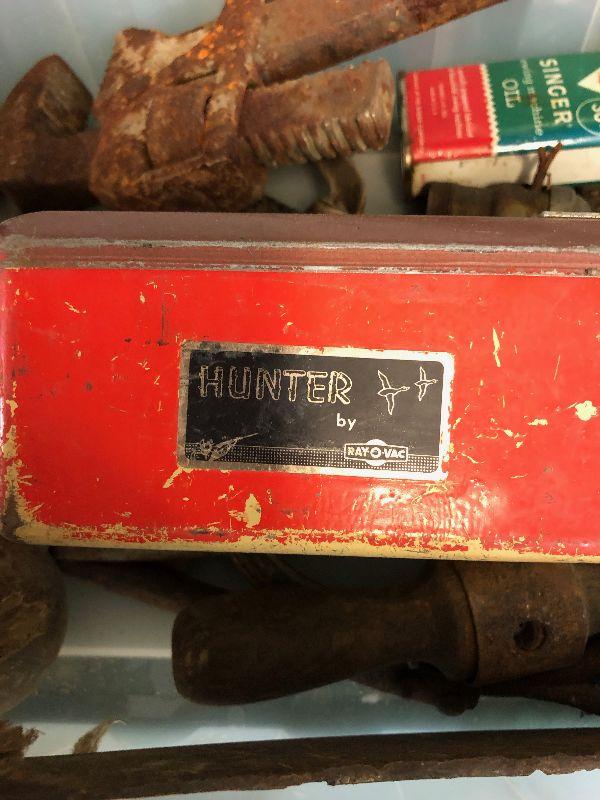 SINGER
OIL
HUNTER
by
RAY-O-VAC